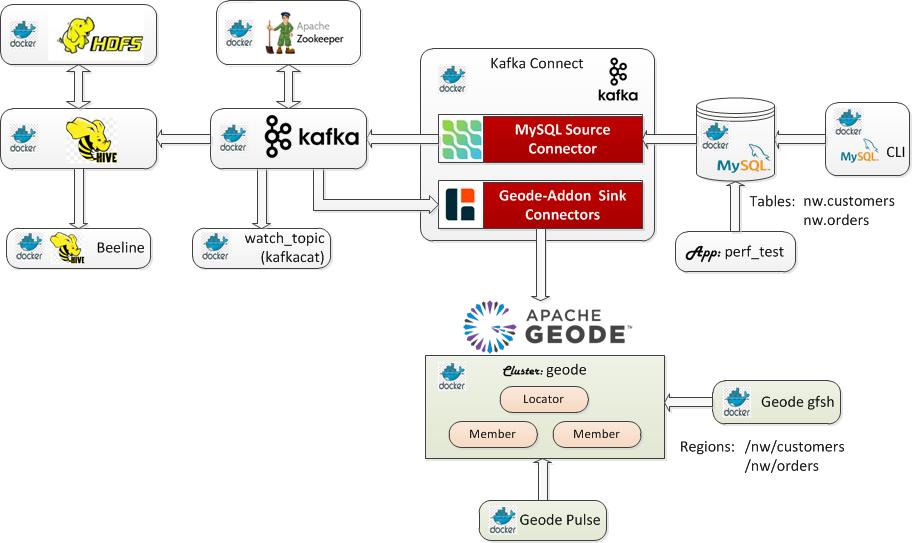 docker
HDFS
docker
Apache
Zookeeper
Kafka Connect
docker
kafka
docker
HIVE
docker
kafka
MySQL Source
Connector
docker
MySQL
docker
MySQL
CLI
Geode-Addon Sink
Connectors
Tables: nw.customers
nw.orders
docker
HIVE
Beeline
docker
watch_topic
(kafkacat)
App: perf_test
APACHE
GEODE™
docker
Cluster: geode
Locator
Member
Member
docker
Geode gfsh
Regions: /nw/customers
/nw/orders
docker
Geode Pulse